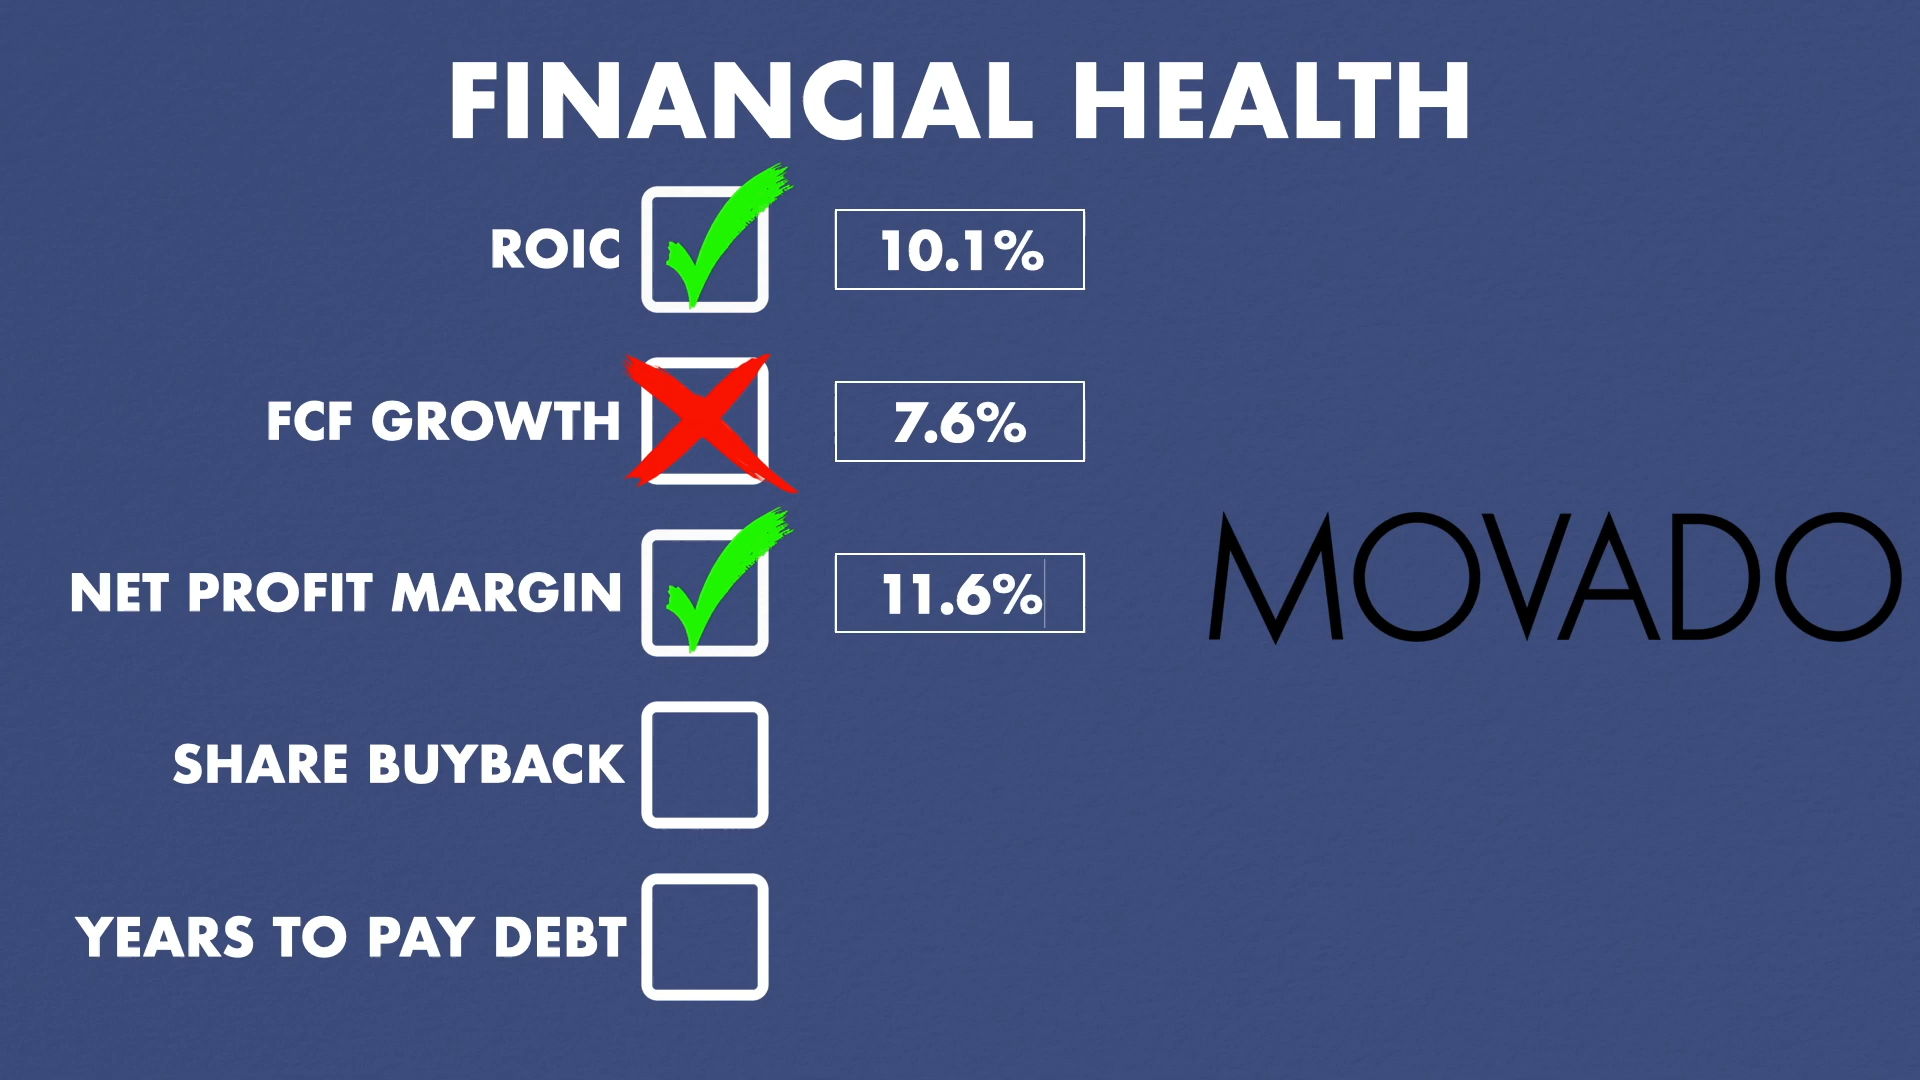 FINANCIAL HEALTH
ROIC 10.1%
FCF GROWTH 7.6%
NET PROFIT MARGIN 11.6%
MOVADO
SHARE BUYBACK
YEARS TO PAY DEBT